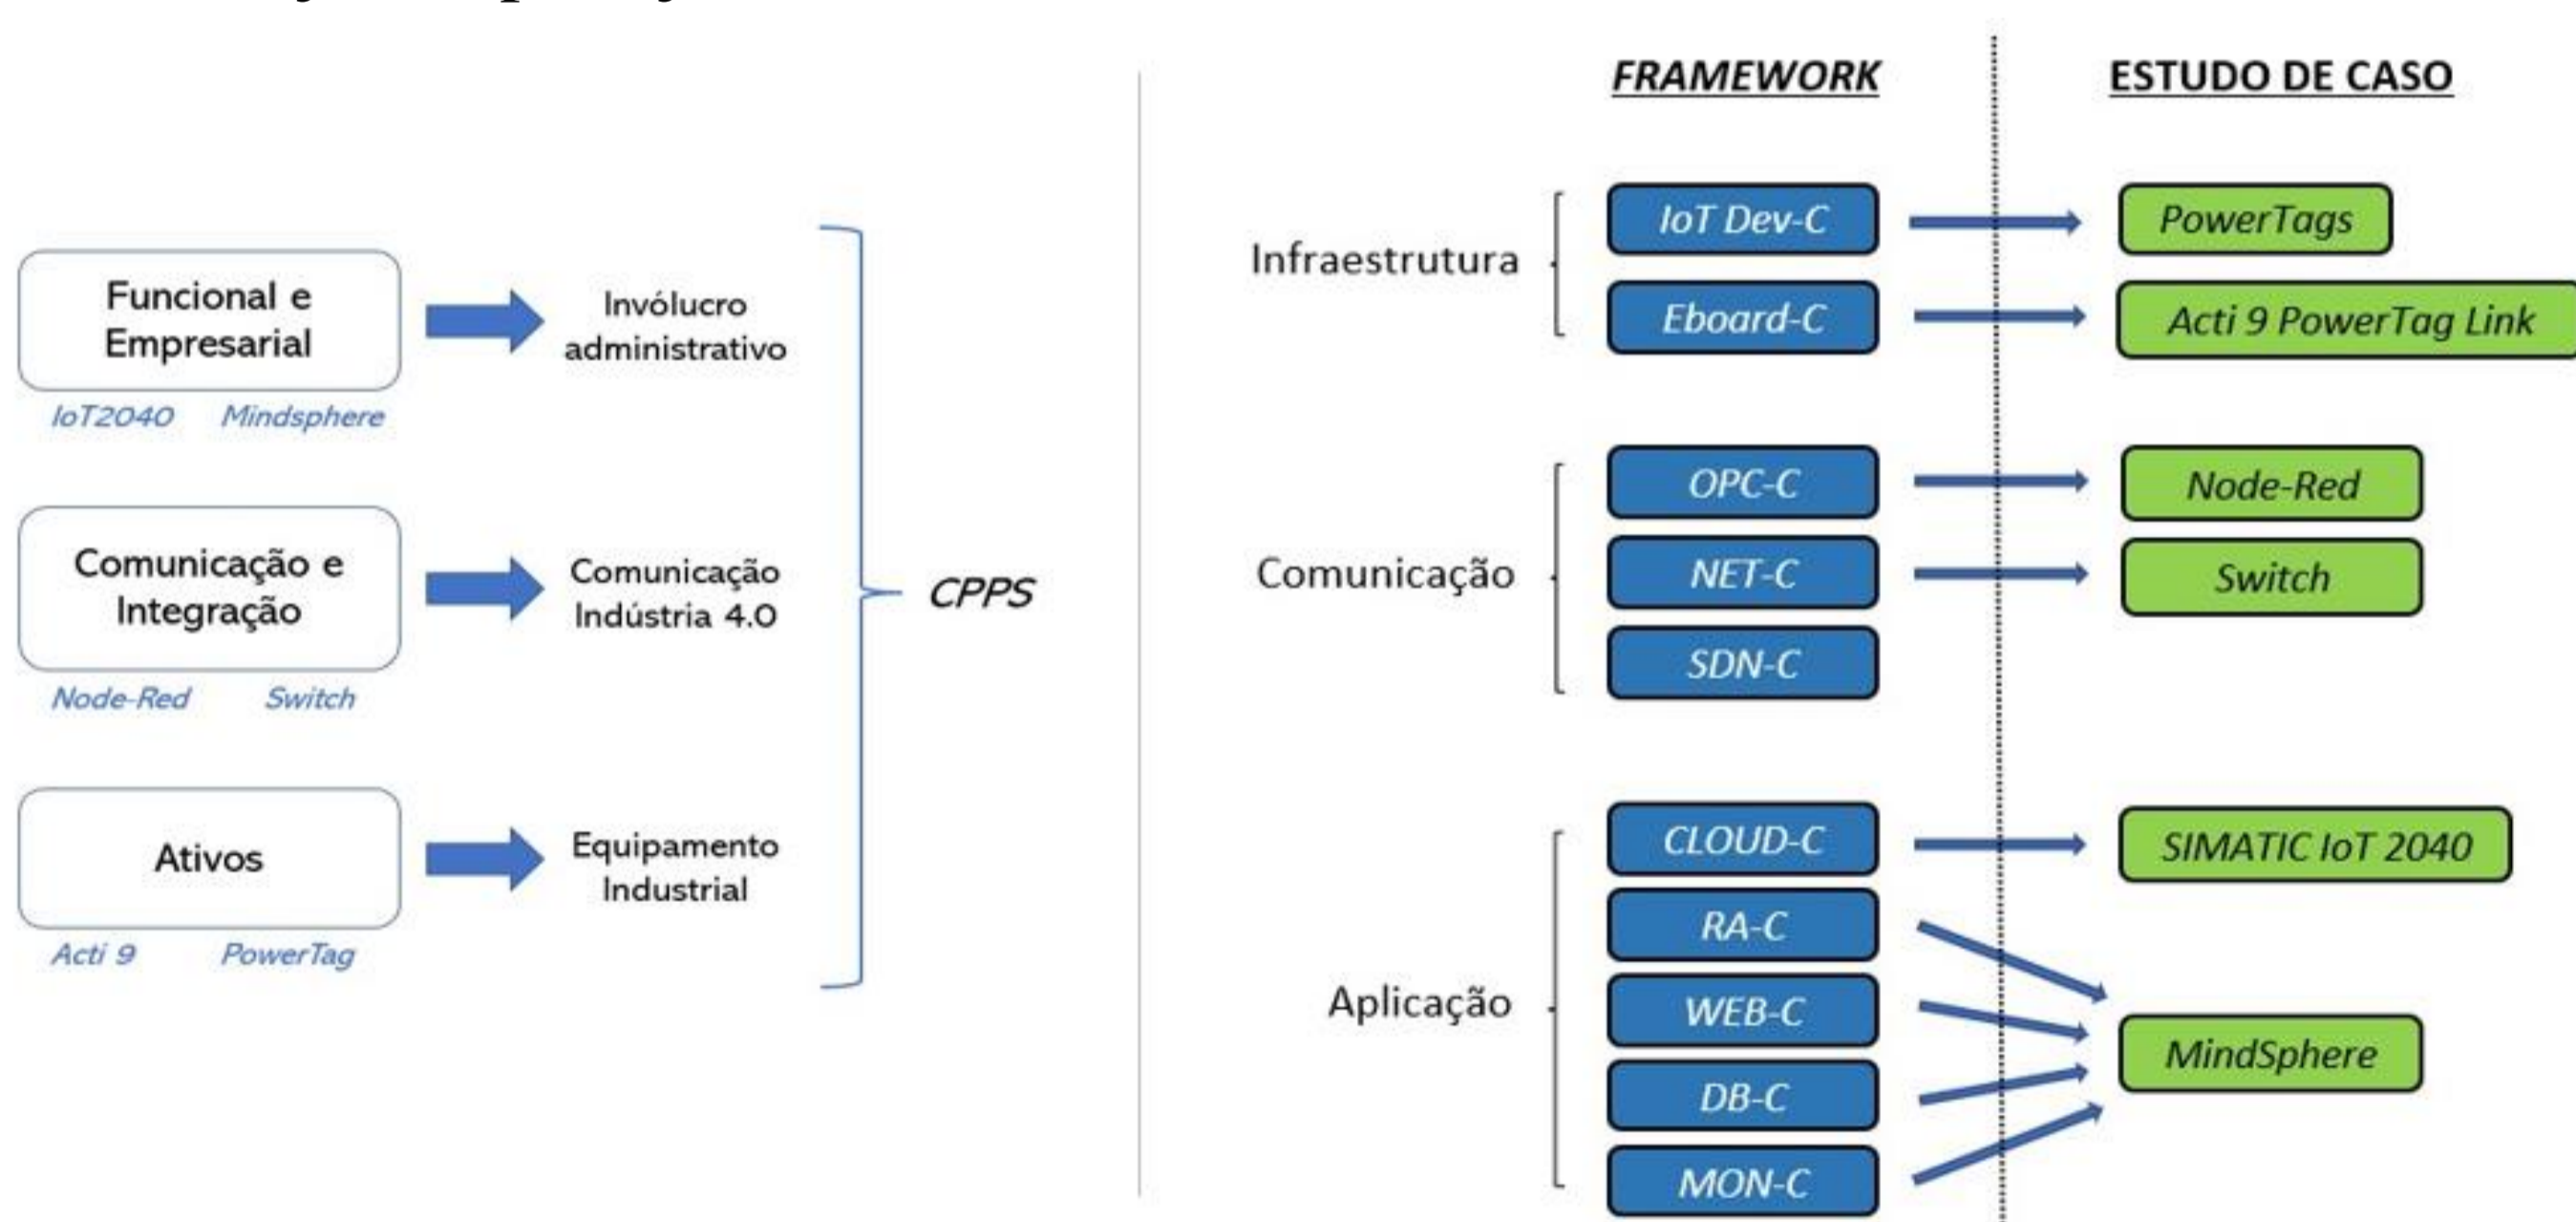 Funcional e
Empresarial
IoT2040 Mindsphere
Invólucro
administrativo
Comunicação e
Integração
Node-Red Switch
Comunicação
Indústria 4.0
Ativos
Acti 9 PowerTag
Equipamento
Industrial
CPPS
FRAMEWORK
ESTUDO DE CASO
Infraestrutura
IoT Dev-C
PowerTags
Eboard-C
Acti 9 PowerTag Link
Comunicação
OPC-C
Node-Red
NET-C
Switch
SDN-C
Aplicação
CLOUD-C
SIMATIC IoT 2040
RA-C
WEB-C
DB-C
MON-C
MindSphere